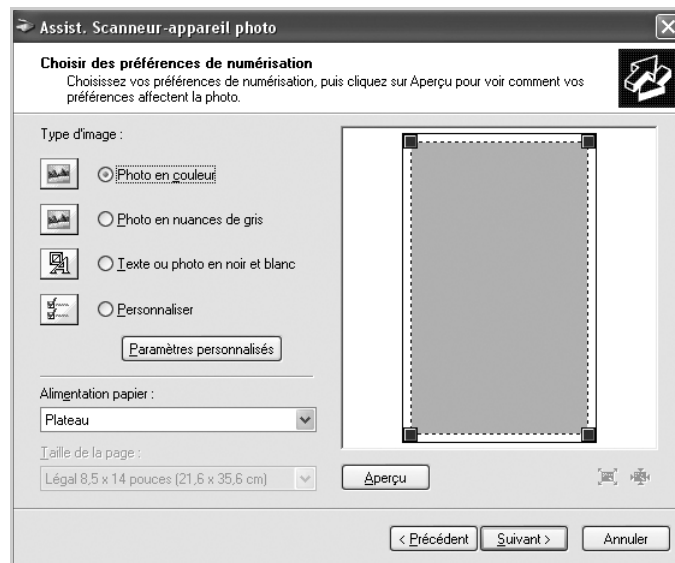 Assist. Scanneur-appareil photo
Choisir des préférences de numérisation
Choisissez vos préférences de numérisation, puis cliquez sur Aperçu pour voir comment vos
préférences affectent la photo.
Type d'image :
Photo en couleur
Photo en nuances de gris
Texte ou photo en noir et blanc
Personnaliser
Paramètres personnalisés
Alimentation papier :
Plateau
Taille de la page :
Légal 8,5 x 14 pouces (21,6 x 35,6 cm)
Aperçu
< Précédent
Suivant >
Annuler